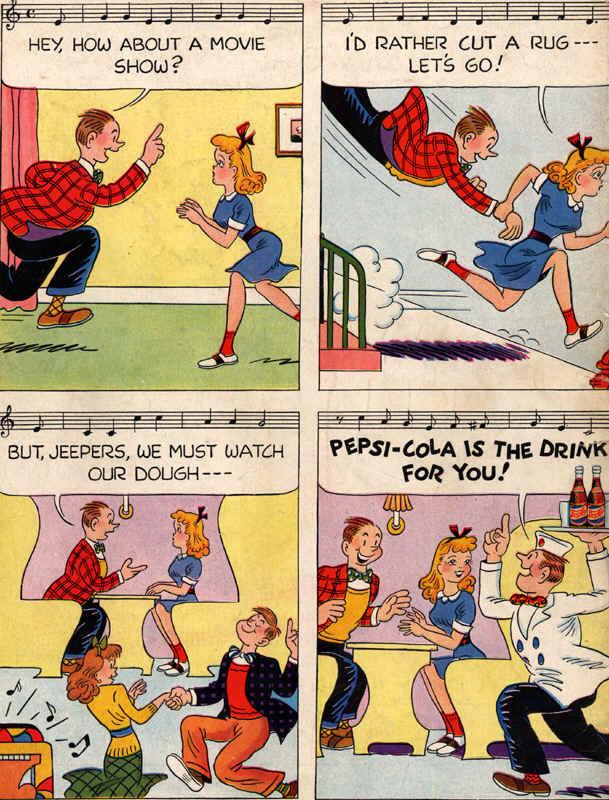 HEY, HOW ABOUT A MOVIE
SHOW?
I'D RATHER CUT A RUG---
LET'S GO!
BUT, JEEPERS, WE MUST WATCH
OUR DOUGH---
PEPSI-COLA IS THE DRINK
FOR YOU!